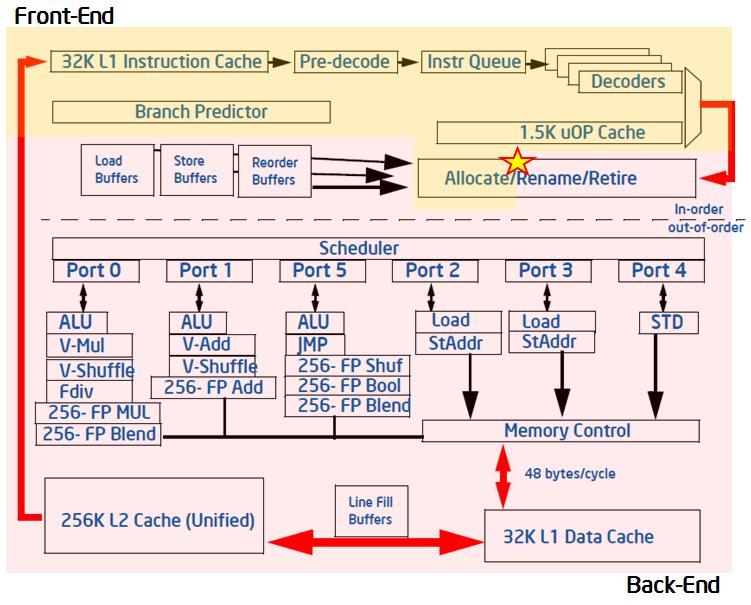 Front-End
32K L1 Instruction Cache
Pre-decode
Instr Queue
Decoders
Branch Predictor
1.5K uOP Cache
Load
Buffers
Store
Buffers
Reorder
Buffers
Allocate/Rename/Retire
In-order
out-of-order
Scheduler
Port 0
Port 1
Port 5
Port 2
Port 3
Port 4
ALU
V-Mul
V-Shuffle
Fdiv
256- FP MUL
256- FP Blend
ALU
V-Add
V-Shuffle
256- FP Add
ALU
JMP
256- FP Shuf
256- FP Bool
256- FP Blend
Load
StAddr
Load
StAddr
STD
Memory Control
48 bytes/cycle
256K L2 Cache (Unified)
Line Fill
Buffers
32K L1 Data Cache
Back-End